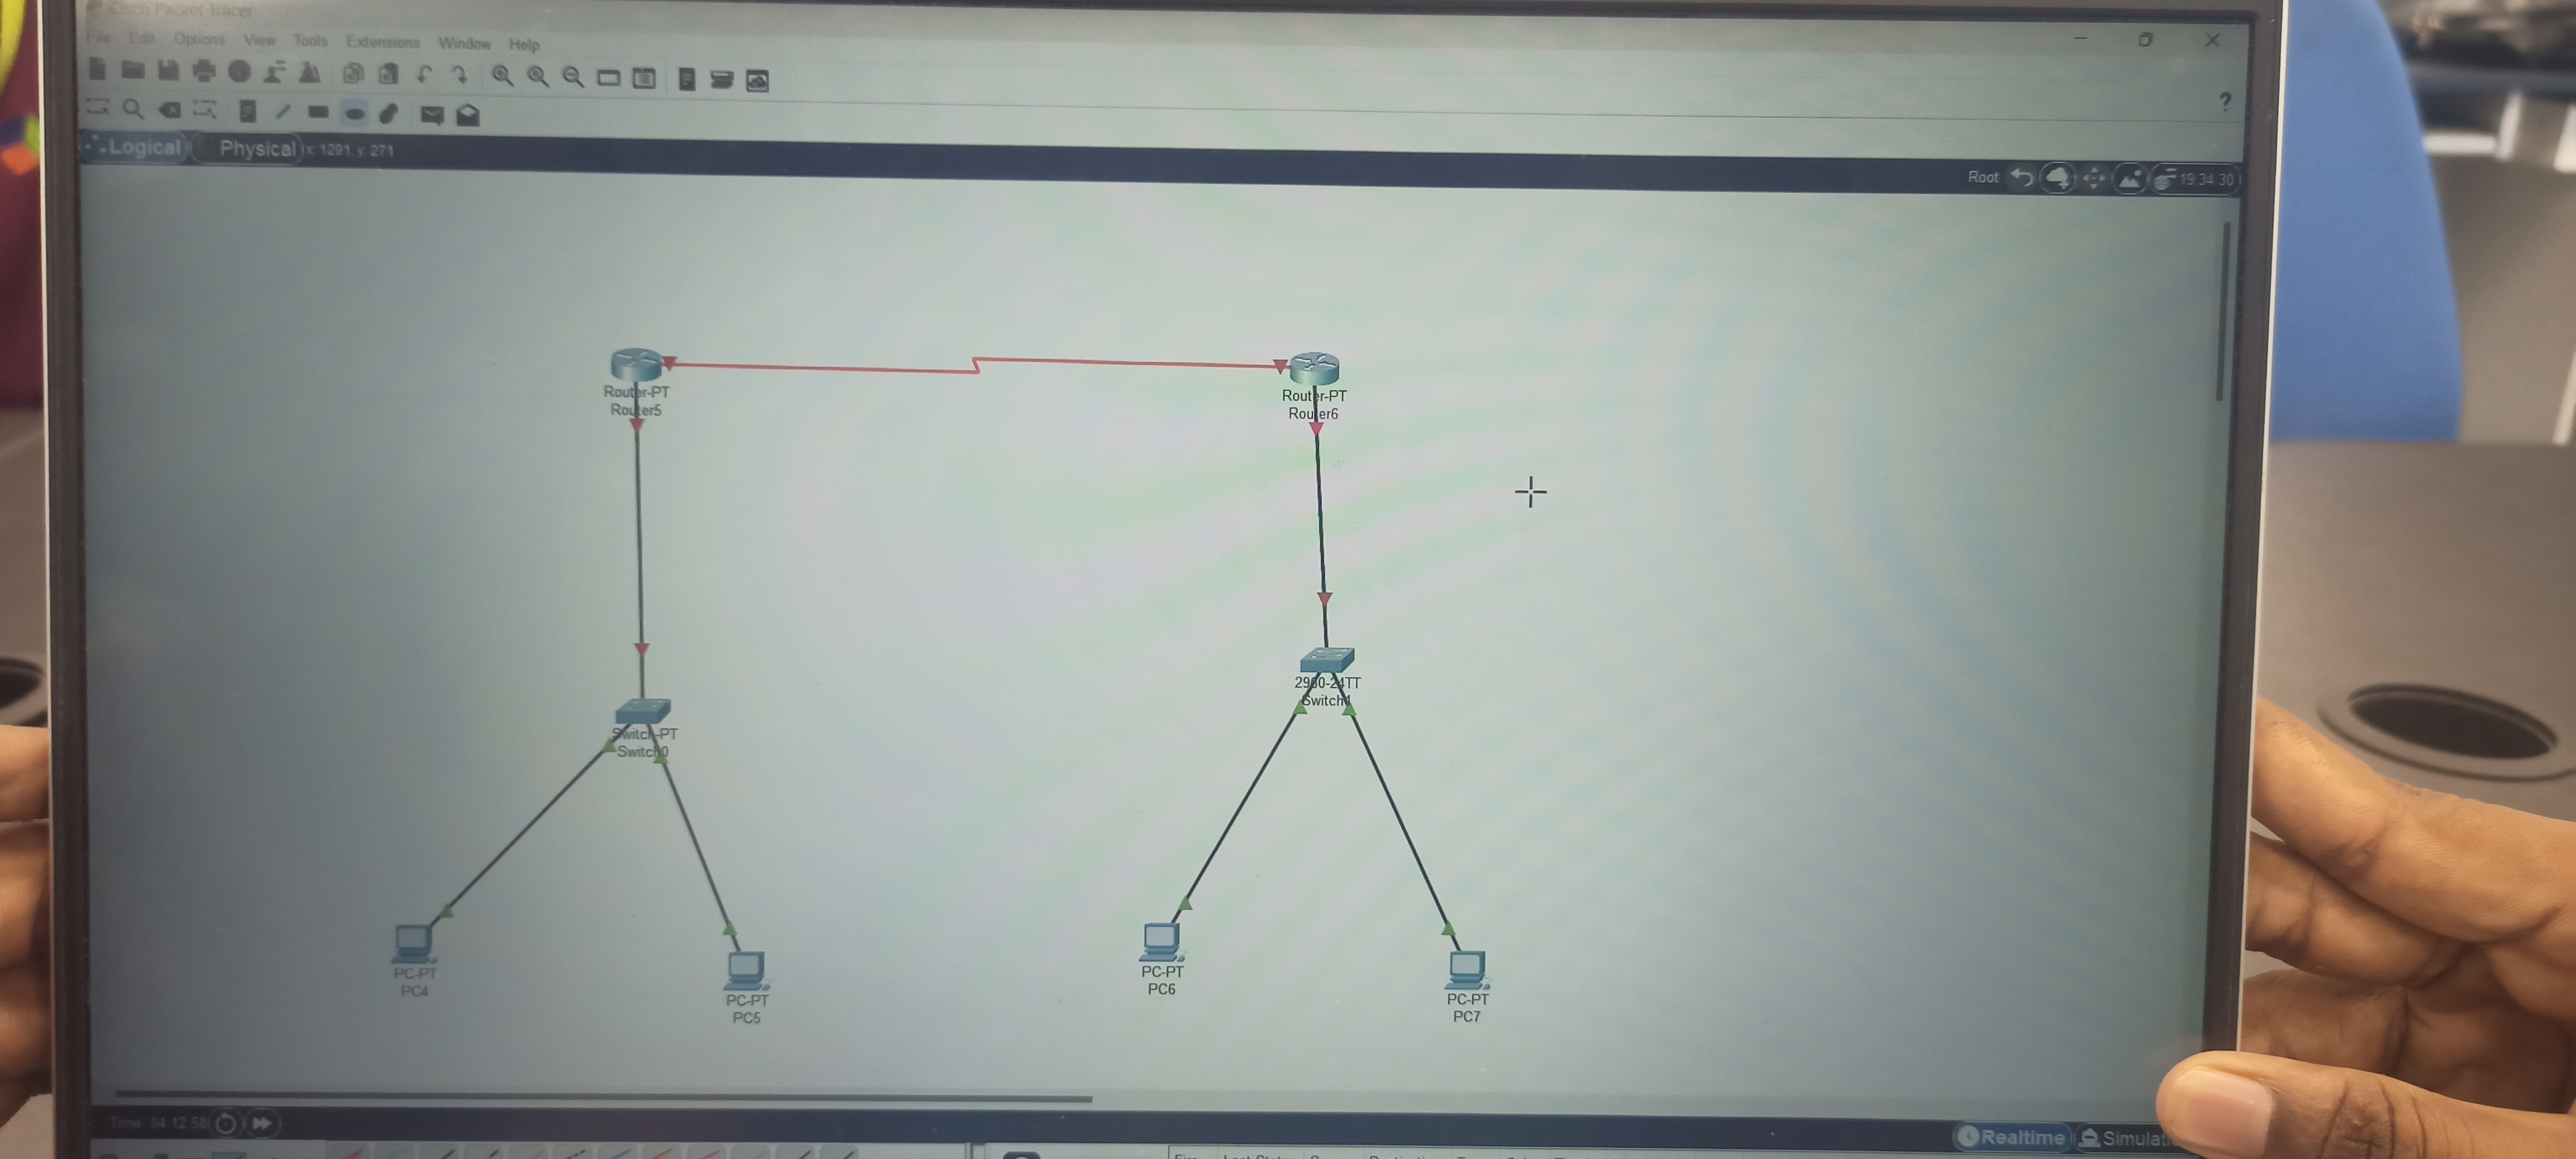 Cisco Packet Tracer
File Edit Options View Tools Extensions Window Help
?
Logical Physical x: 1291, y: 271
Root 19:34:30
Router-PT
Router5
Router-PT
Router6
2960-24TT
Switch1
Switch-PT
Switch0
PC-PT
PC4
PC-PT
PC5
PC-PT
PC6
PC-PT
PC7
Time: 04:12:58
Realtime Simulat